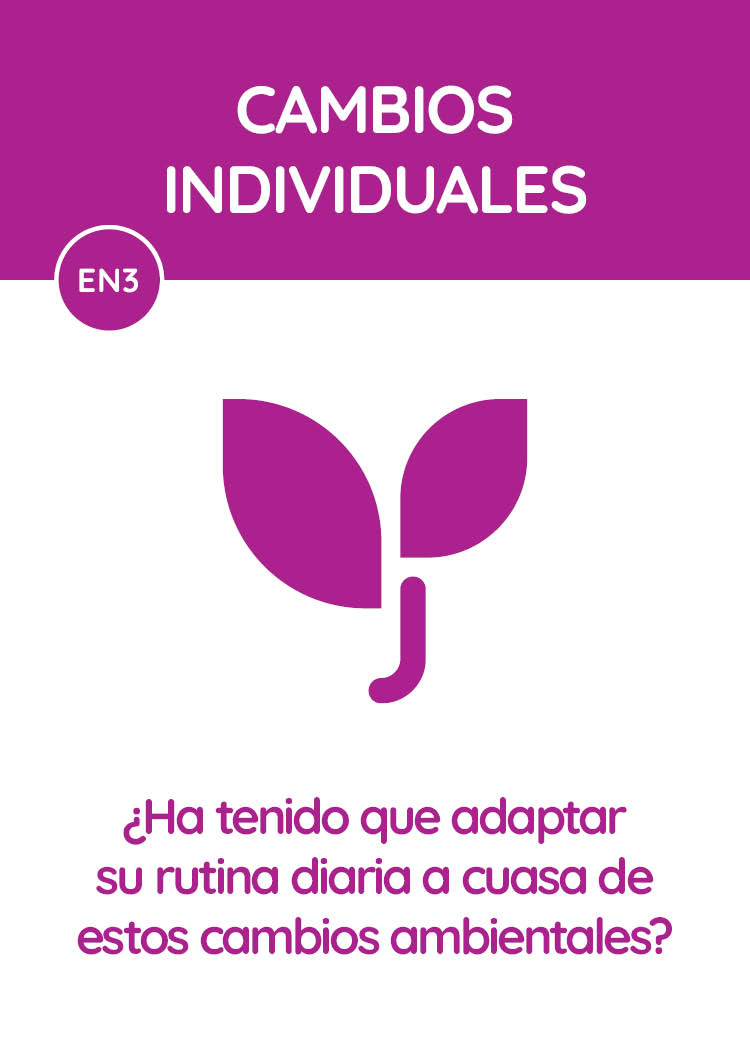 CAMBIOS
INDIVIDUALES
EN3
¿Ha tenido que adaptar
su rutina diaria a cuasa de
estos cambios ambientales?